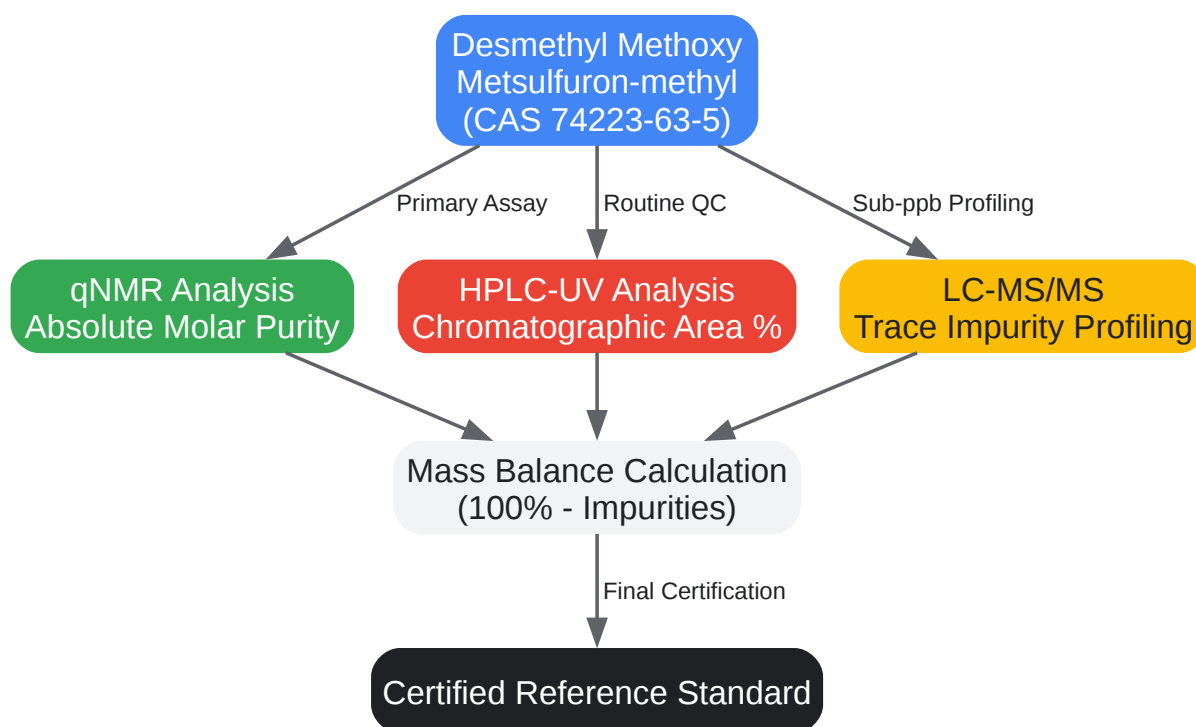 Desmethyl Methoxy
Metsulfuron-methyl
(CAS 74223-63-5)
Primary Assay
Routine QC
Sub-ppb Profiling
qNMR Analysis
Absolute Molar Purity
HPLC-UV Analysis
Chromatographic Area %
LC-MS/MS
Trace Impurity Profiling
Mass Balance Calculation
(100% - Impurities)
Final Certification
Certified Reference Standard